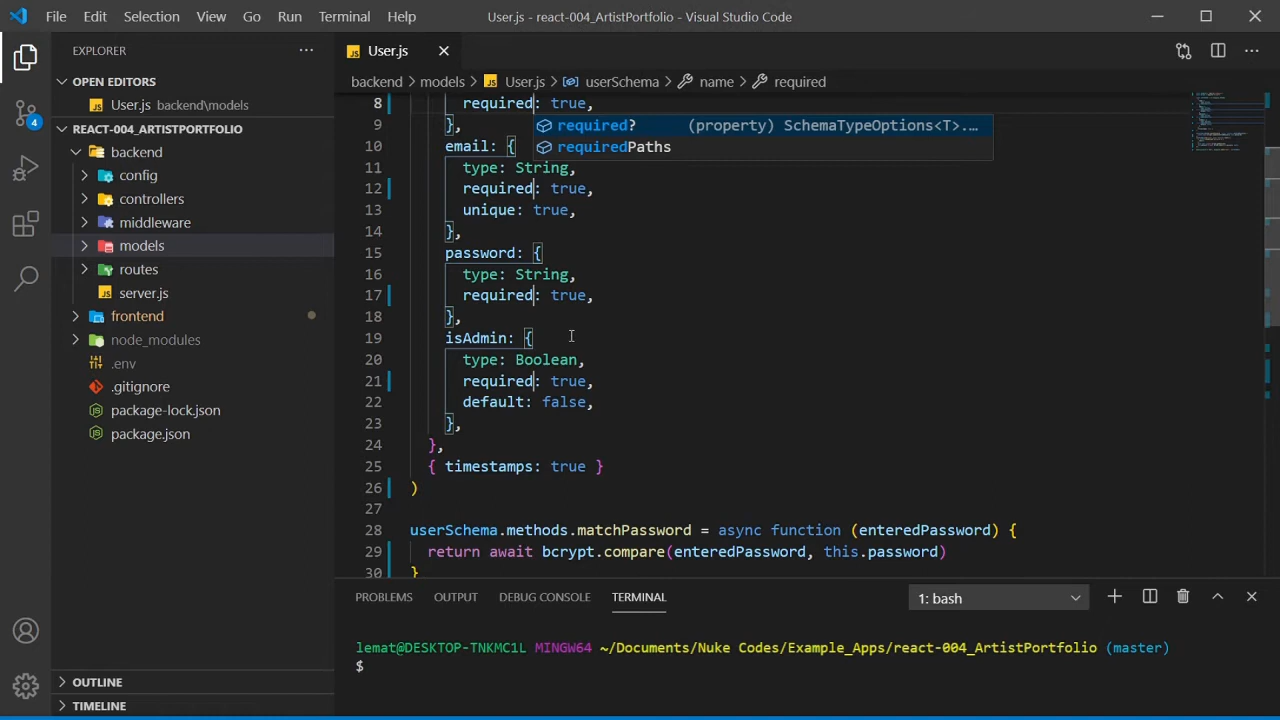 File Edit Selection View Go Run Terminal Help User.js - react-004_ArtistPortfolio - Visual Studio Code
EXPLORER
OPEN EDITORS
User.js backend\models
REACT-004_ARTISTPORTFOLIO
backend
config
controllers
middleware
models
routes
server.js
frontend
node_modules
.env
.gitignore
package-lock.json
package.json
OUTLINE
TIMELINE
4
User.js
backend > models > User.js > userSchema > name > required
8 required: true,
9 },
required? (property) SchemaTypeOptions<T>....
requiredPaths
10 email: {
11 type: String,
12 required: true,
13 unique: true,
14 },
15 password: {
16 type: String,
17 required: true,
18 },
19 isAdmin: {
20 type: Boolean,
21 required: true,
22 default: false,
23 },
24 },
25 { timestamps: true }
26 )
27
28 userSchema.methods.matchPassword = async function (enteredPassword) {
29 return await bcrypt.compare(enteredPassword, this.password)
30 }
PROBLEMS OUTPUT DEBUG CONSOLE TERMINAL 1: bash
lemat@DESKTOP-TNKMC1L MINGW64 ~/Documents/Nuke Codes/Example_Apps/react-004_ArtistPortfolio (master)
$